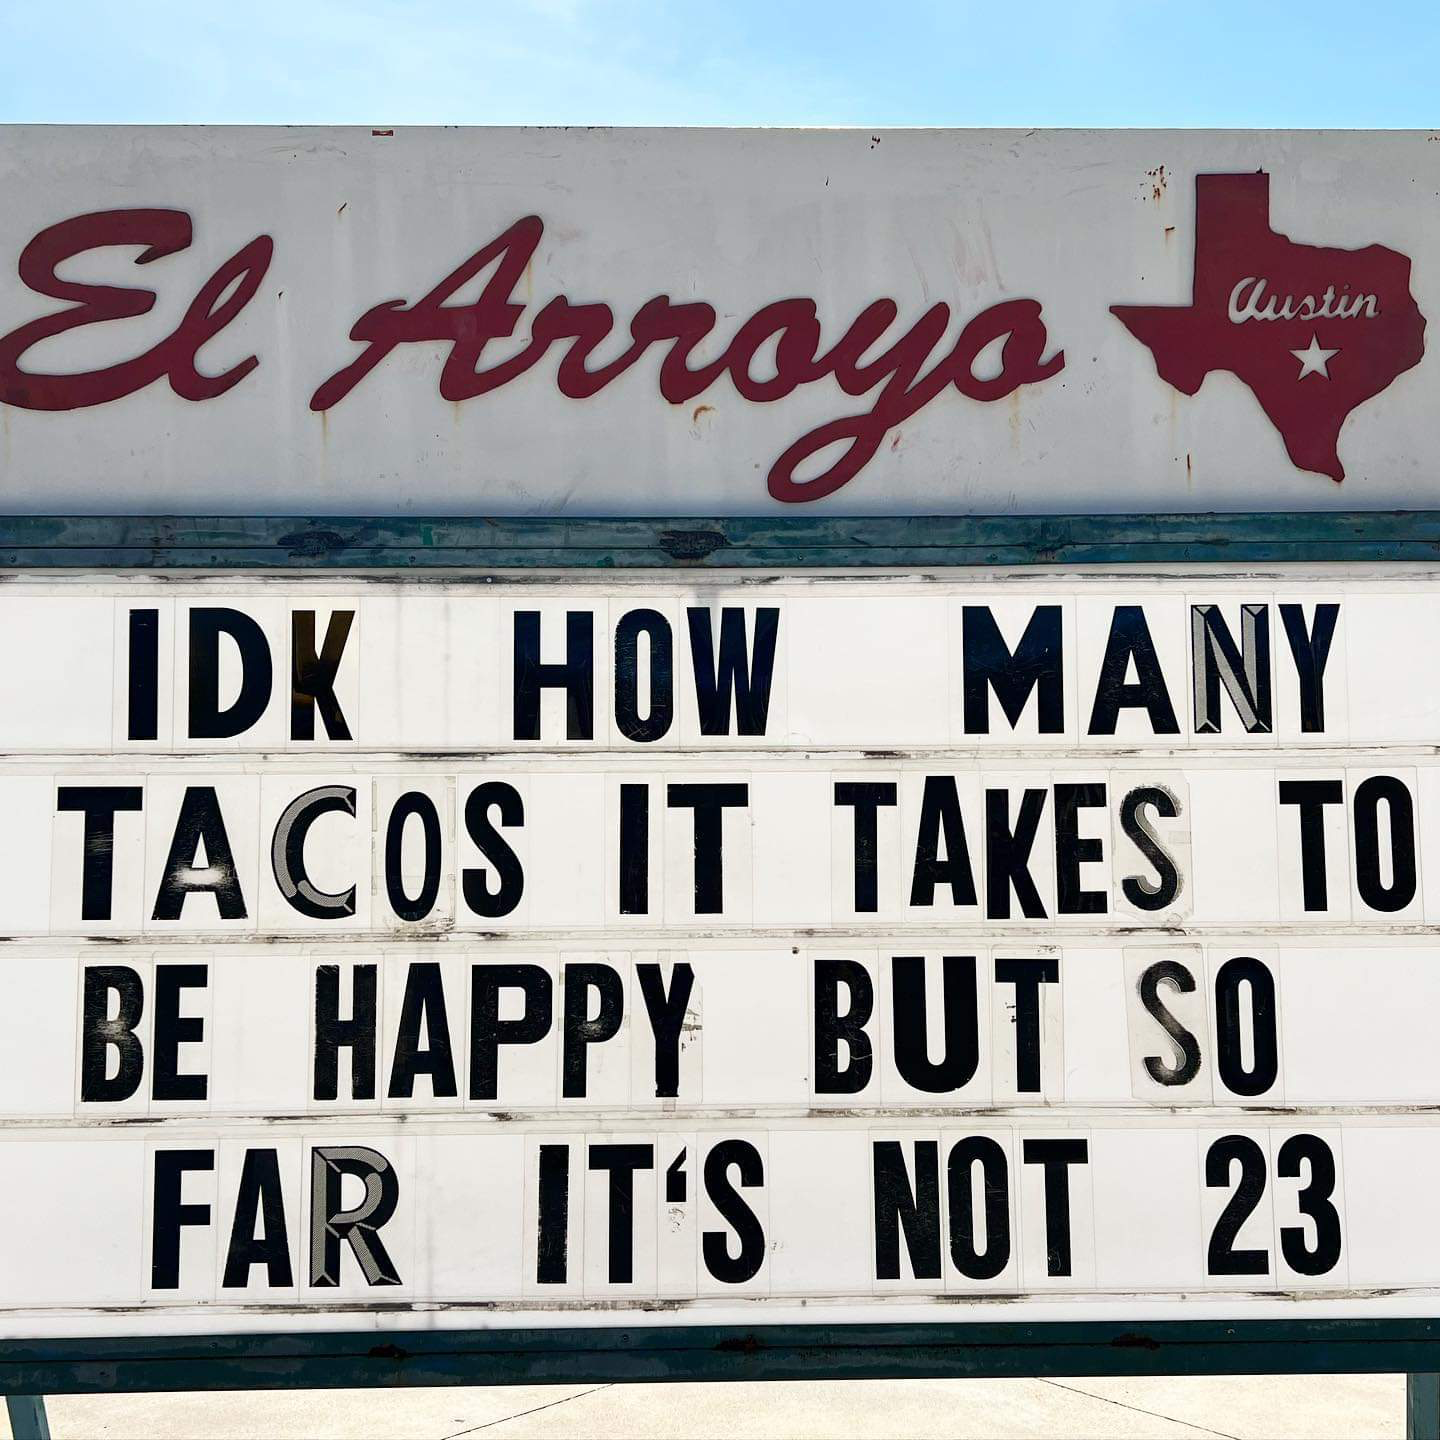 El Arroyo
Austin
IDK HOW MANY
TACOS IT TAKES TO
BE HAPPY BUT SO
FAR IT'S NOT 23